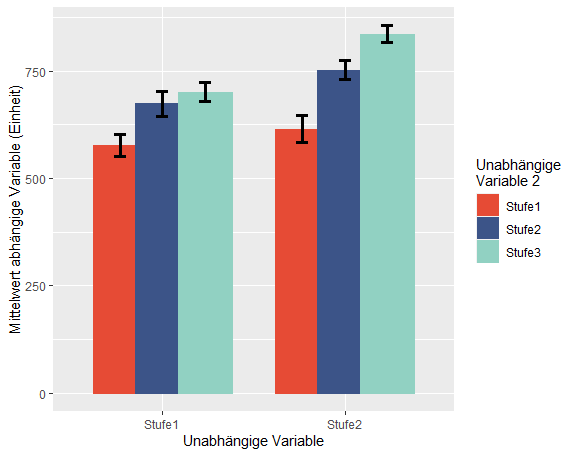 Mittelwert abhängige Variable (Einheit)
750
500
250
0
Stufe1
Stufe2
Unabhängige Variable
Unabhängige
Variable 2
Stufe1
Stufe2
Stufe3